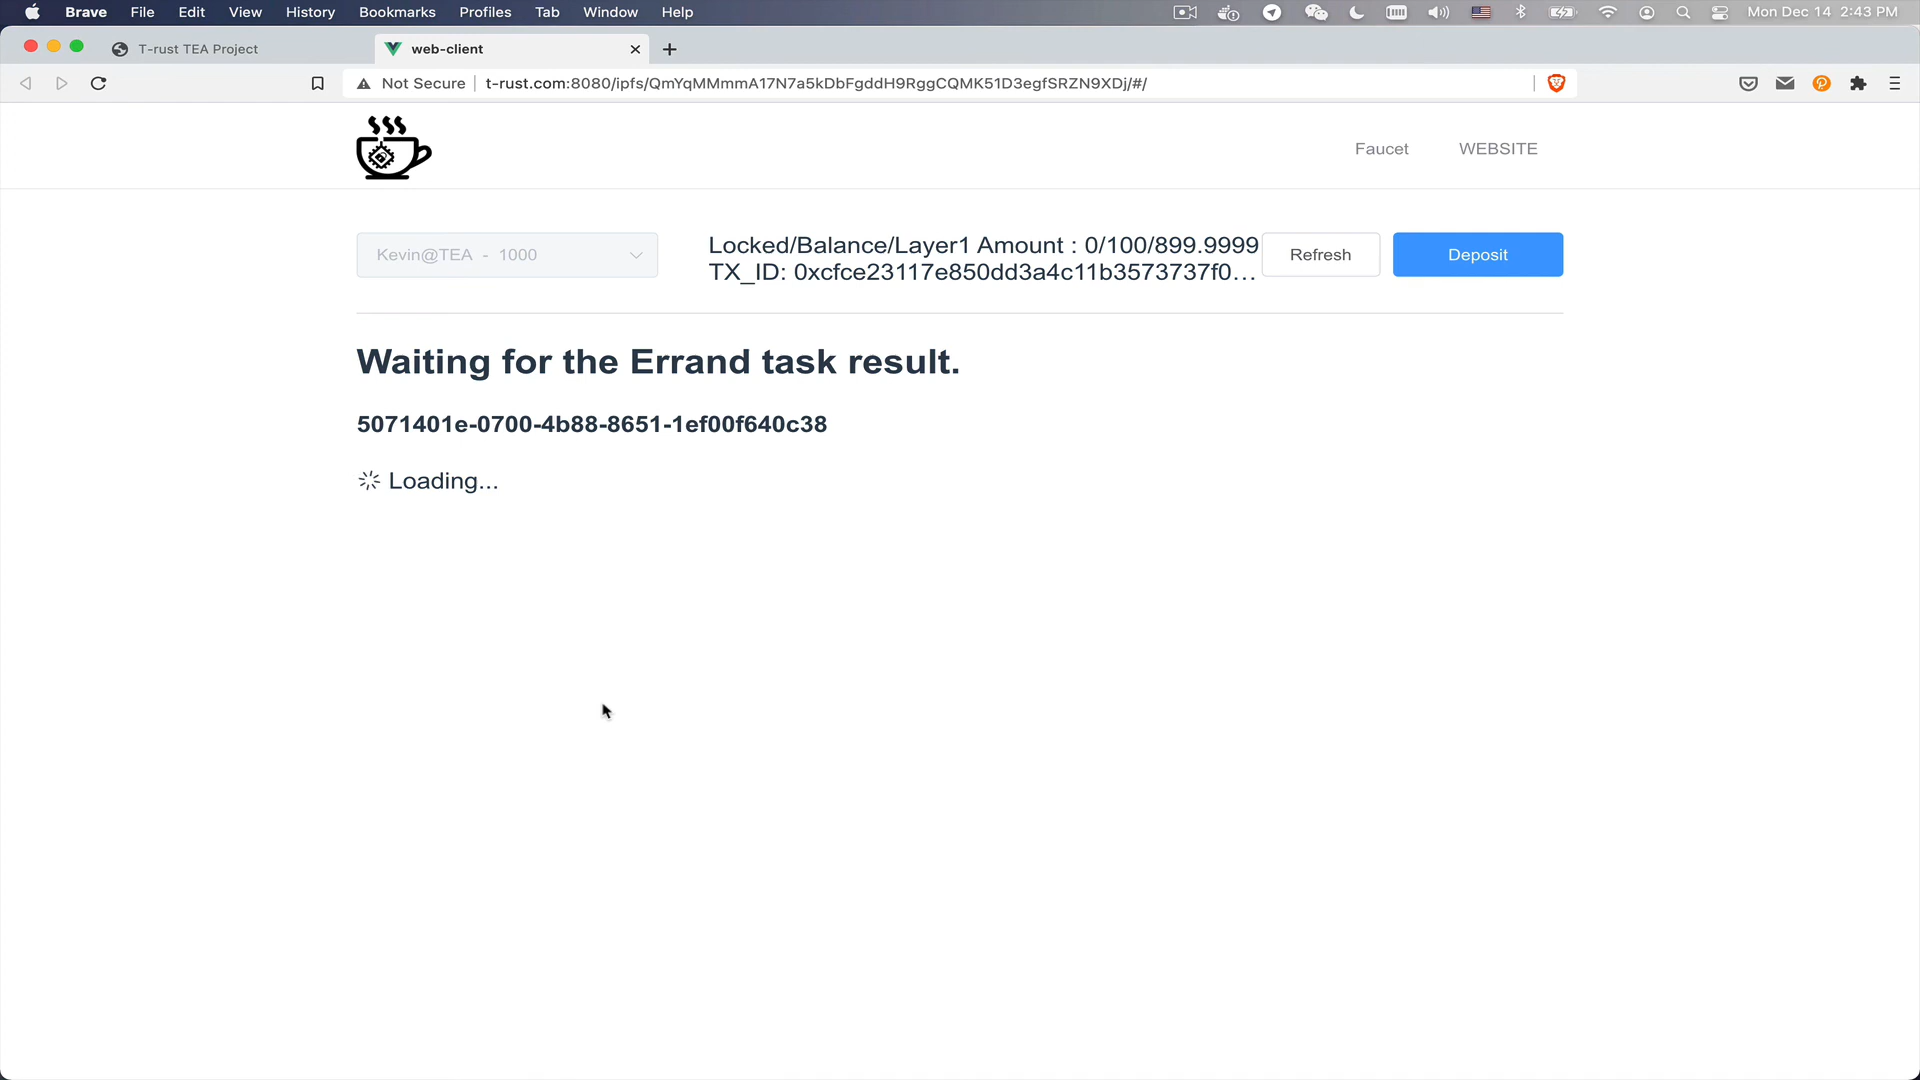 Brave File Edit View History Bookmarks Profiles Tab Window Help Mon Dec 14 2:43 PM
T-rust TEA Project web-client
Not Secure t-rust.com:8080/ipfs/QmYqMMmmA17N7a5kDbFgddH9RggCQMK51D3egfSRZN9XDj/#/
Faucet WEBSITE
Kevin@TEA - 1000
Locked/Balance/Layer1 Amount : 0/100/899.9999
TX_ID: 0xcfce23117e850dd3a4c11b3573737f0...
Refresh Deposit
Waiting for the Errand task result.
5071401e-0700-4b88-8651-1ef00f640c38
Loading...